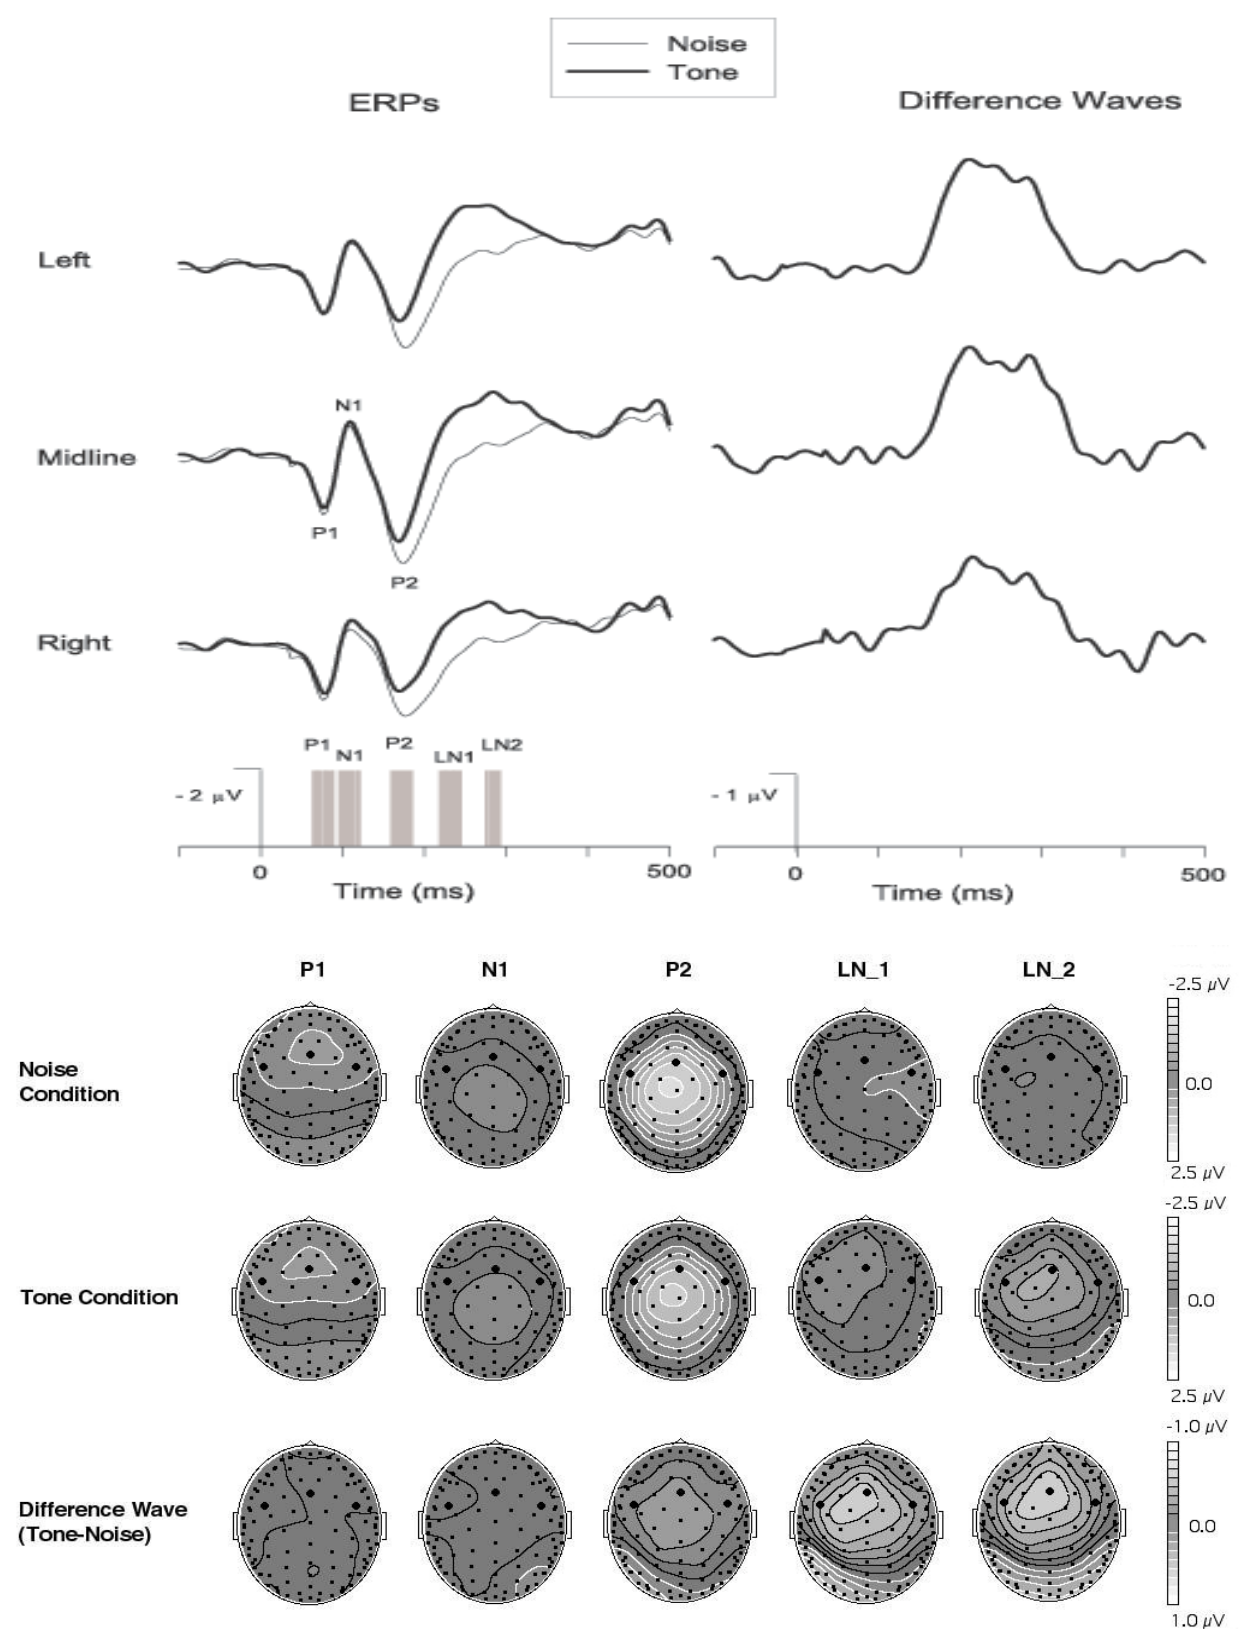 Noise
Tone
ERPs
Difference Waves
Left
Midline
N1
P1
P2
Right
P1
N1
P2
LN1
LN2
- 2 µV
- 1 µV
0
500
0
500
Time (ms)
Time (ms)
P1 N1 P2 LN_1 LN_2
-2.5 µV
Noise
Condition
0.0
2.5 µV
-2.5 µV
Tone Condition
0.0
2.5 µV
-1.0 µV
Difference Wave
(Tone-Noise)
0.0
1.0 µV